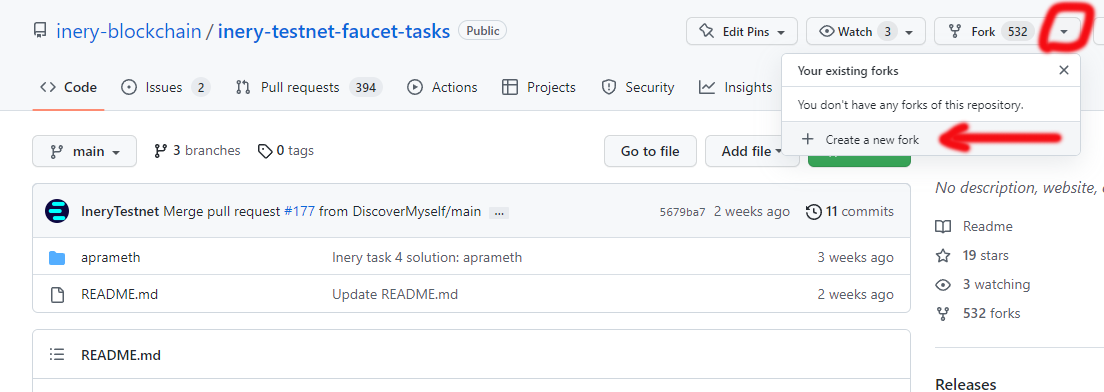 inery-blockchain / inery-testnet-faucet-tasks Public
Edit Pins Watch 3 Fork 532
Code Issues 2 Pull requests 394 Actions Projects Security Insights
Your existing forks
You don't have any forks of this repository.
Create a new fork
main 3 branches 0 tags Go to file Add file
IneryTestnet Merge pull request #177 from DiscoverMyself/main ... 5679ba7 2 weeks ago 11 commits
aprameth Inery task 4 solution: aprameth 3 weeks ago
README.md Update README.md 2 weeks ago
README.md
No description, website,
Readme
19 stars
3 watching
532 forks
Releases